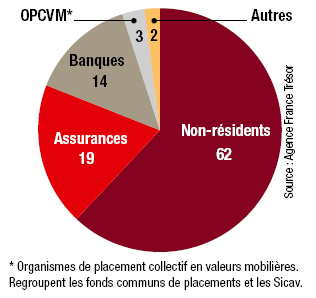 OPCVM*
Autres
3
2
Banques
14
Non-résidents
62
Assurances
19
Source : Agence France Trésor
* Organismes de placement collectif en valeurs mobilières.
Regroupent les fonds communs de placements et les Sicav.